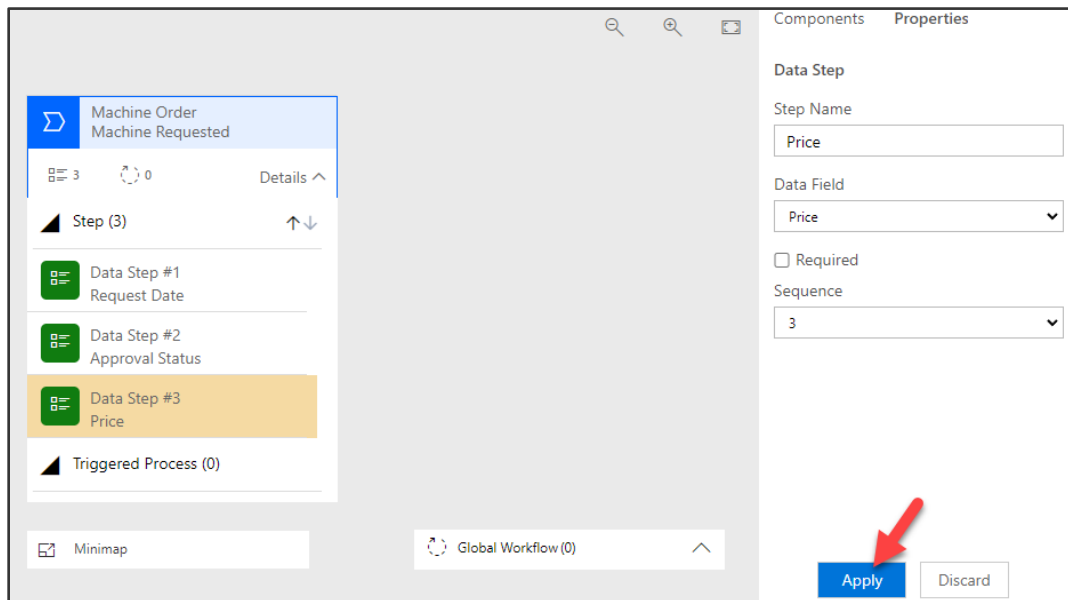 Components Properties
Machine Order
Machine Requested
3 0 Details
Step (3)
Data Step #1
Request Date
Data Step #2
Approval Status
Data Step #3
Price
Triggered Process (0)
Minimap
Global Workflow (0)
Data Step
Step Name
Price
Data Field
Price
Required
Sequence
3
Apply Discard